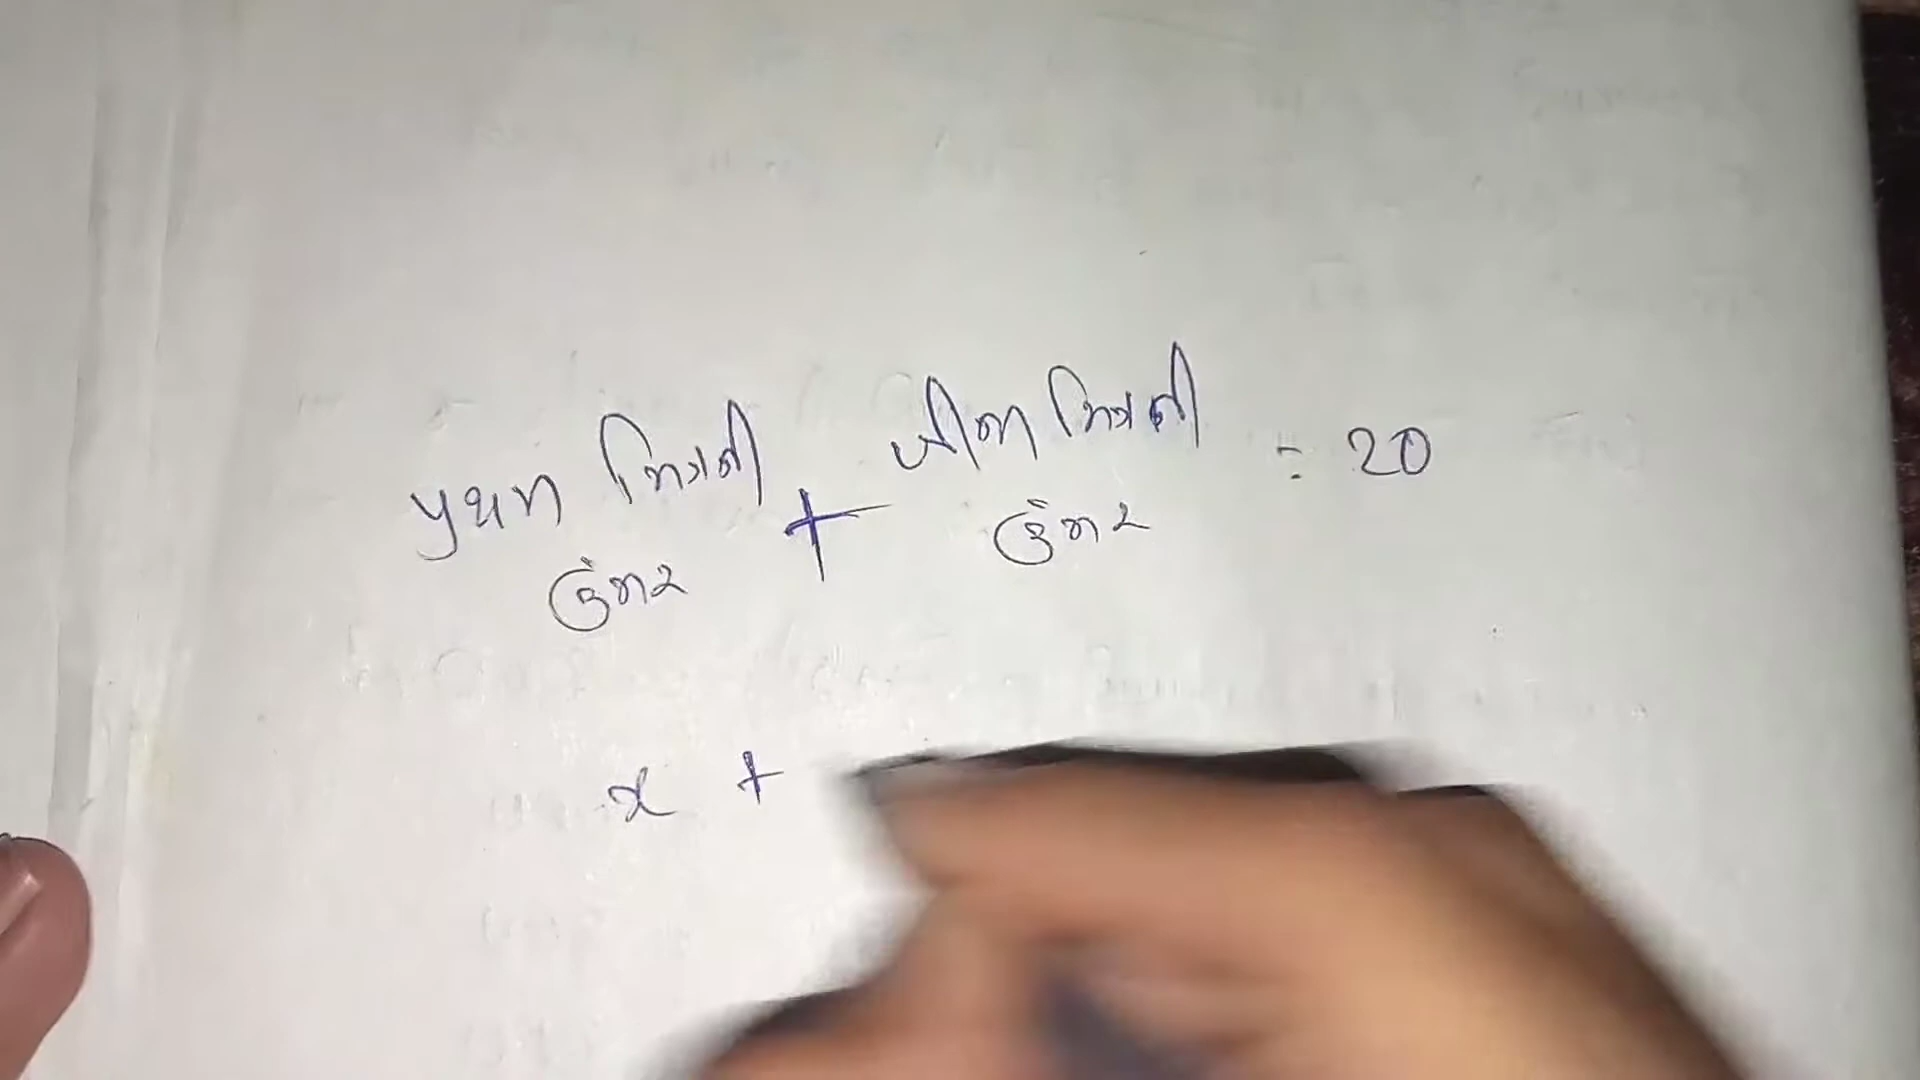 પ્રથમ મિત્રની + બીજા મિત્રની = 20
ઉંમર ઉંમર
x +